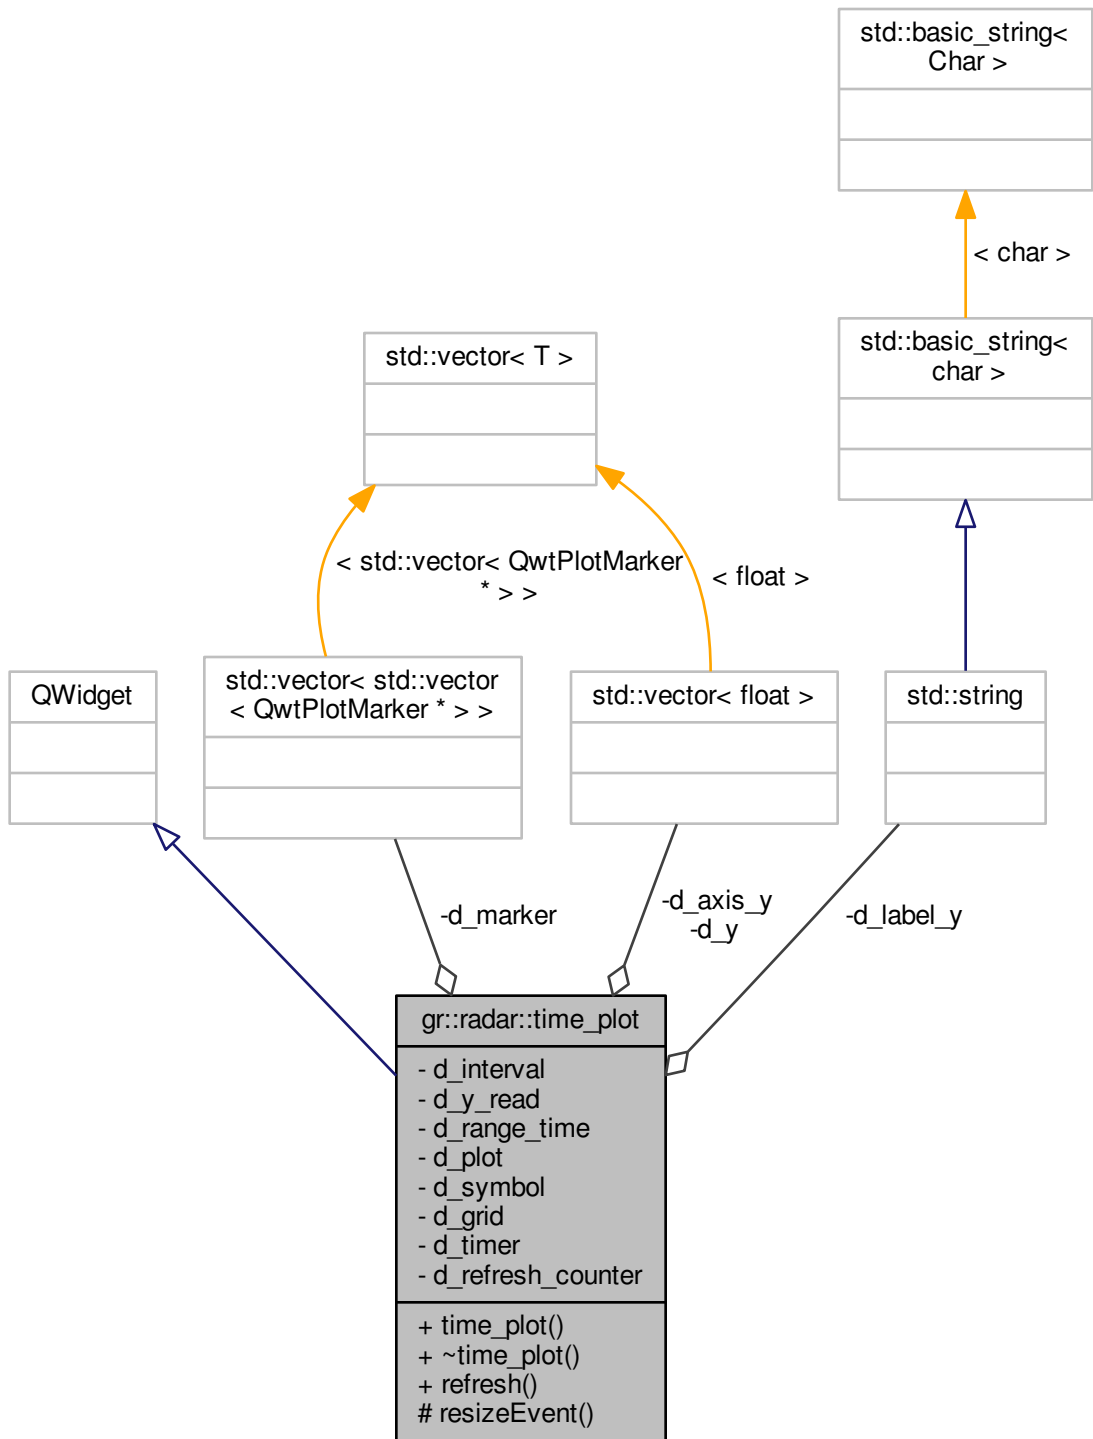 std::basic_string<
Char >
< char >
std::basic_string<
char >
std::vector< T >
< std::vector< QwtPlotMarker
* > >
< float >
QWidget
std::vector< std::vector
< QwtPlotMarker * > >
std::vector< float >
std::string
-d_marker
-d_axis_y
-d_y
-d_label_y
gr::radar::time_plot
- d_interval
- d_y_read
- d_range_time
- d_plot
- d_symbol
- d_grid
- d_timer
- d_refresh_counter
+ time_plot()
+ ~time_plot()
+ refresh()
# resizeEvent()